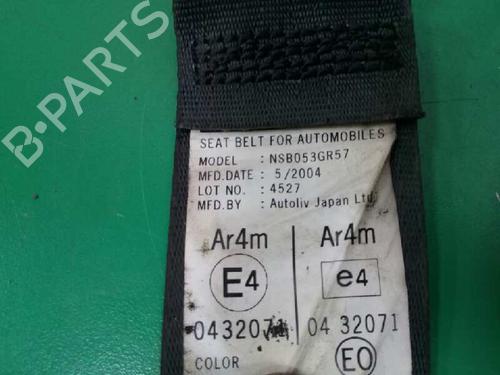 SEAT BELT FOR AUTOMOBILES
MODEL : NSB053GR57
MFD.DATE : 5/2004
LOT NO. : 4527
MFD.BY : Autoliv Japan Ltd.
Ar4m Ar4m
E4 e4
0432071 04 32071
COLOR EO